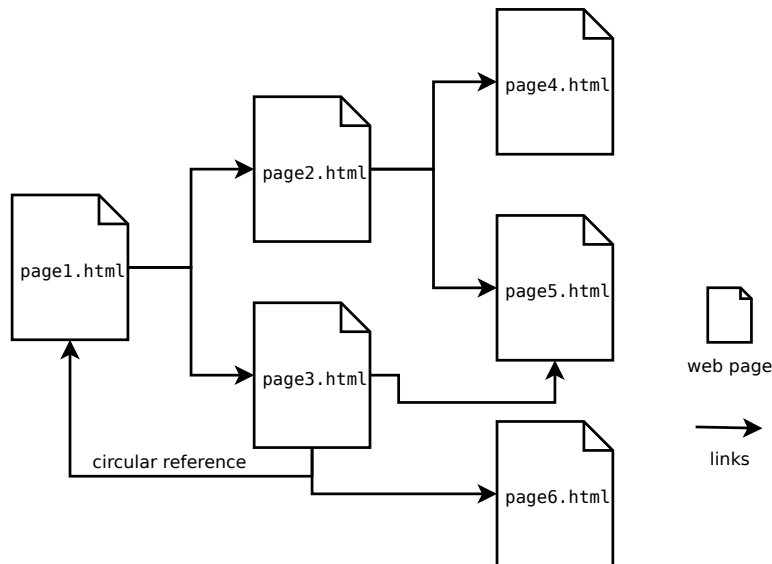 page4.html
page2.html
page1.html
page5.html
page3.html
web page
circular reference
links
page6.html